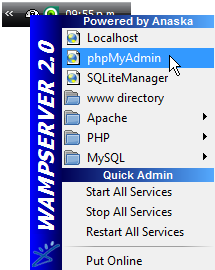 « 09:55 p.m.
Powered by Anaska
WAMPSERVER 2.0
Localhost
phpMyAdmin
SQLiteManager
www directory
Apache
PHP
MySQL
Quick Admin
Start All Services
Stop All Services
Restart All Services
Put Online